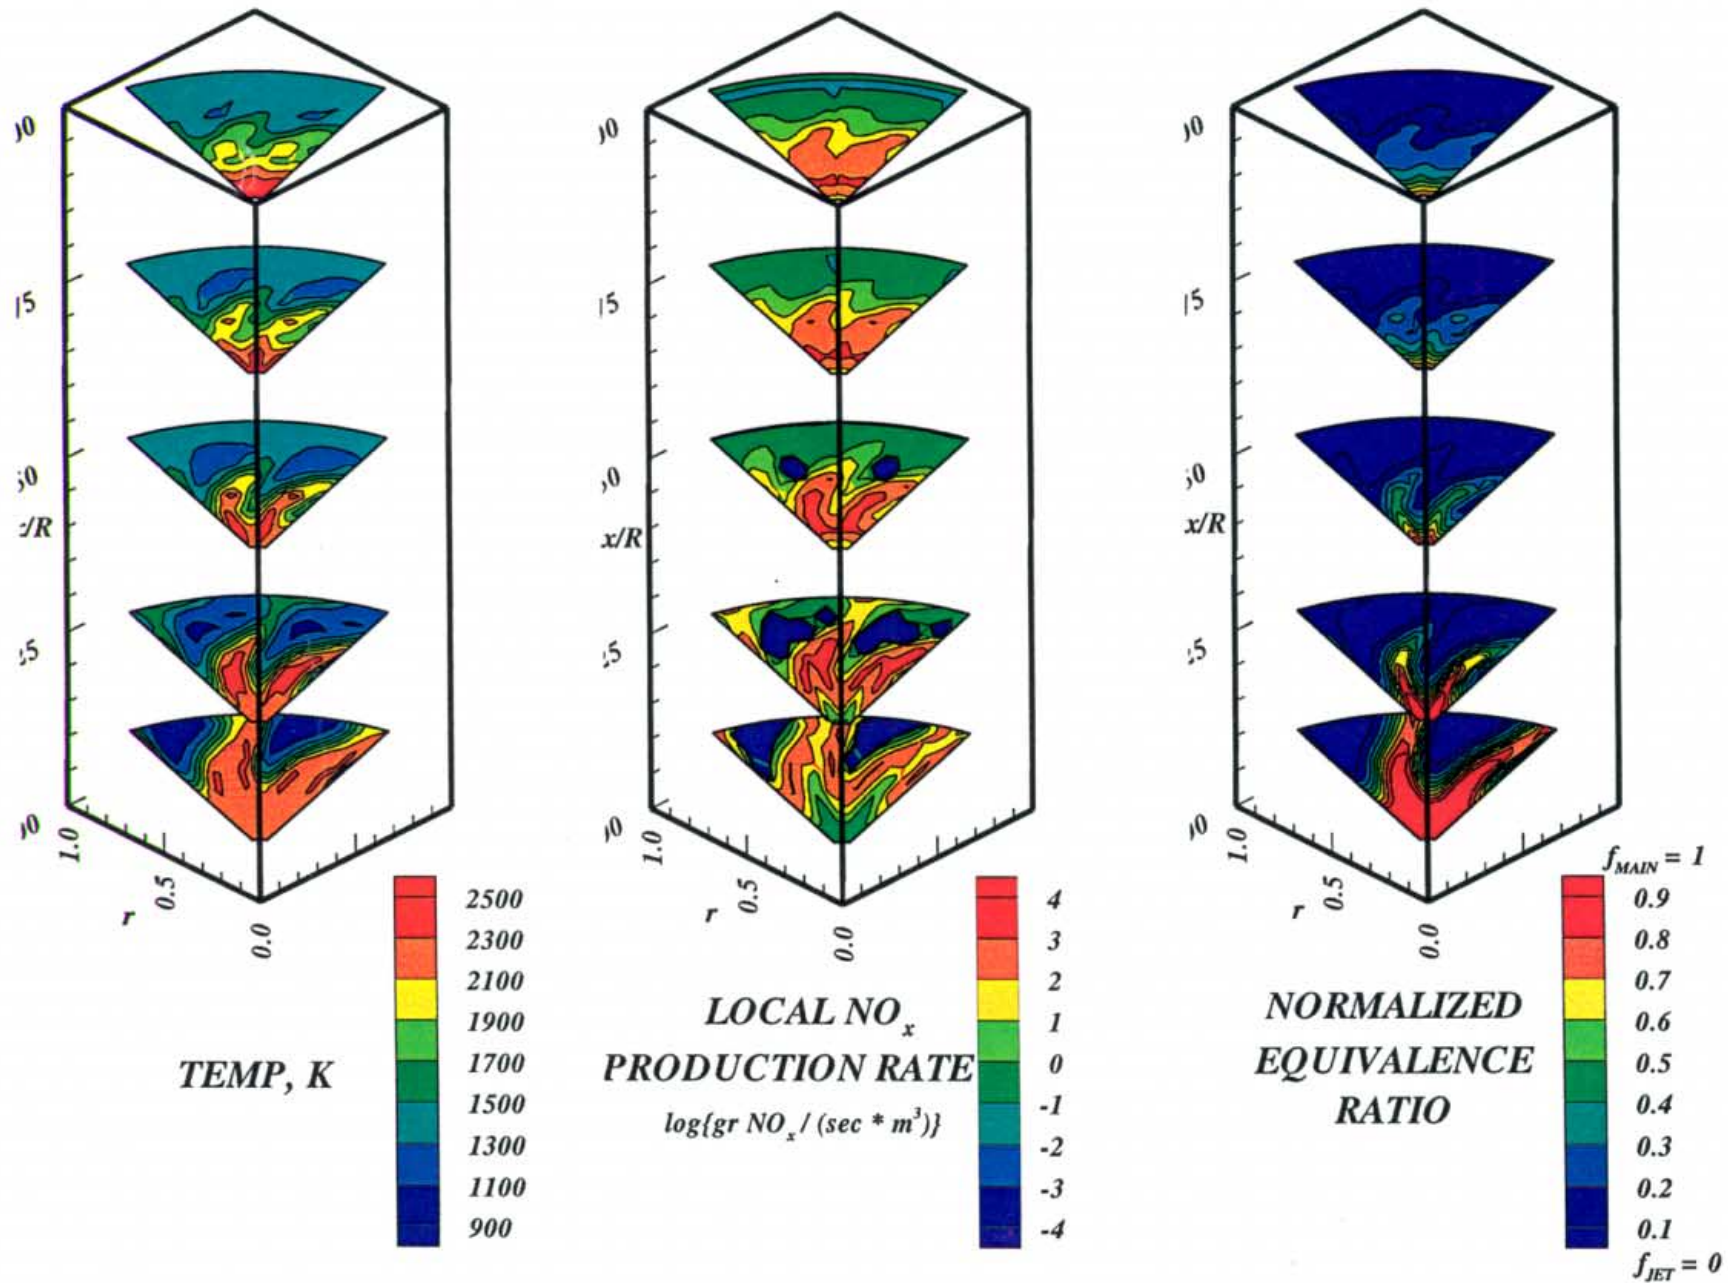 x/R
x/R
1.0
0.5
r
0.0
1.0
0.5
r
0.0
1.0
0.5
r
0.0
2500
2300
2100
1900
1700
1500
1300
1100
900
TEMP, K
4
3
2
1
0
-1
-2
-3
-4
LOCAL NOx
PRODUCTION RATE
log{gr NOx / (sec * m³)}
fMAIN = 1
0.9
0.8
0.7
0.6
0.5
0.4
0.3
0.2
0.1
fJET = 0
NORMALIZED
EQUIVALENCE
RATIO